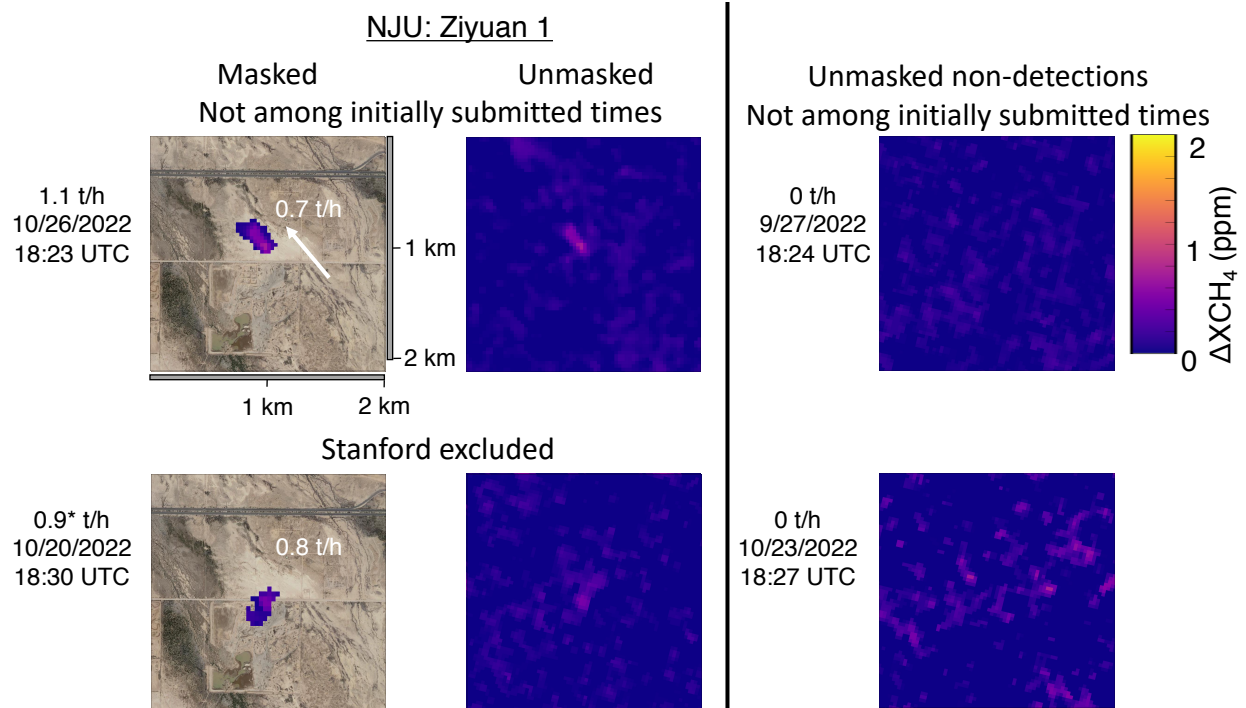 NJU: Ziyuan 1
Masked
Unmasked
Not among initially submitted times
Unmasked non-detections
Not among initially submitted times
1.1 t/h
10/26/2022
18:23 UTC
0.7 t/h
1 km
2 km
1 km
2 km
0 t/h
9/27/2022
18:24 UTC
2
1
0
ΔXCH₄ (ppm)
Stanford excluded
0.9* t/h
10/20/2022
18:30 UTC
0.8 t/h
0 t/h
10/23/2022
18:27 UTC